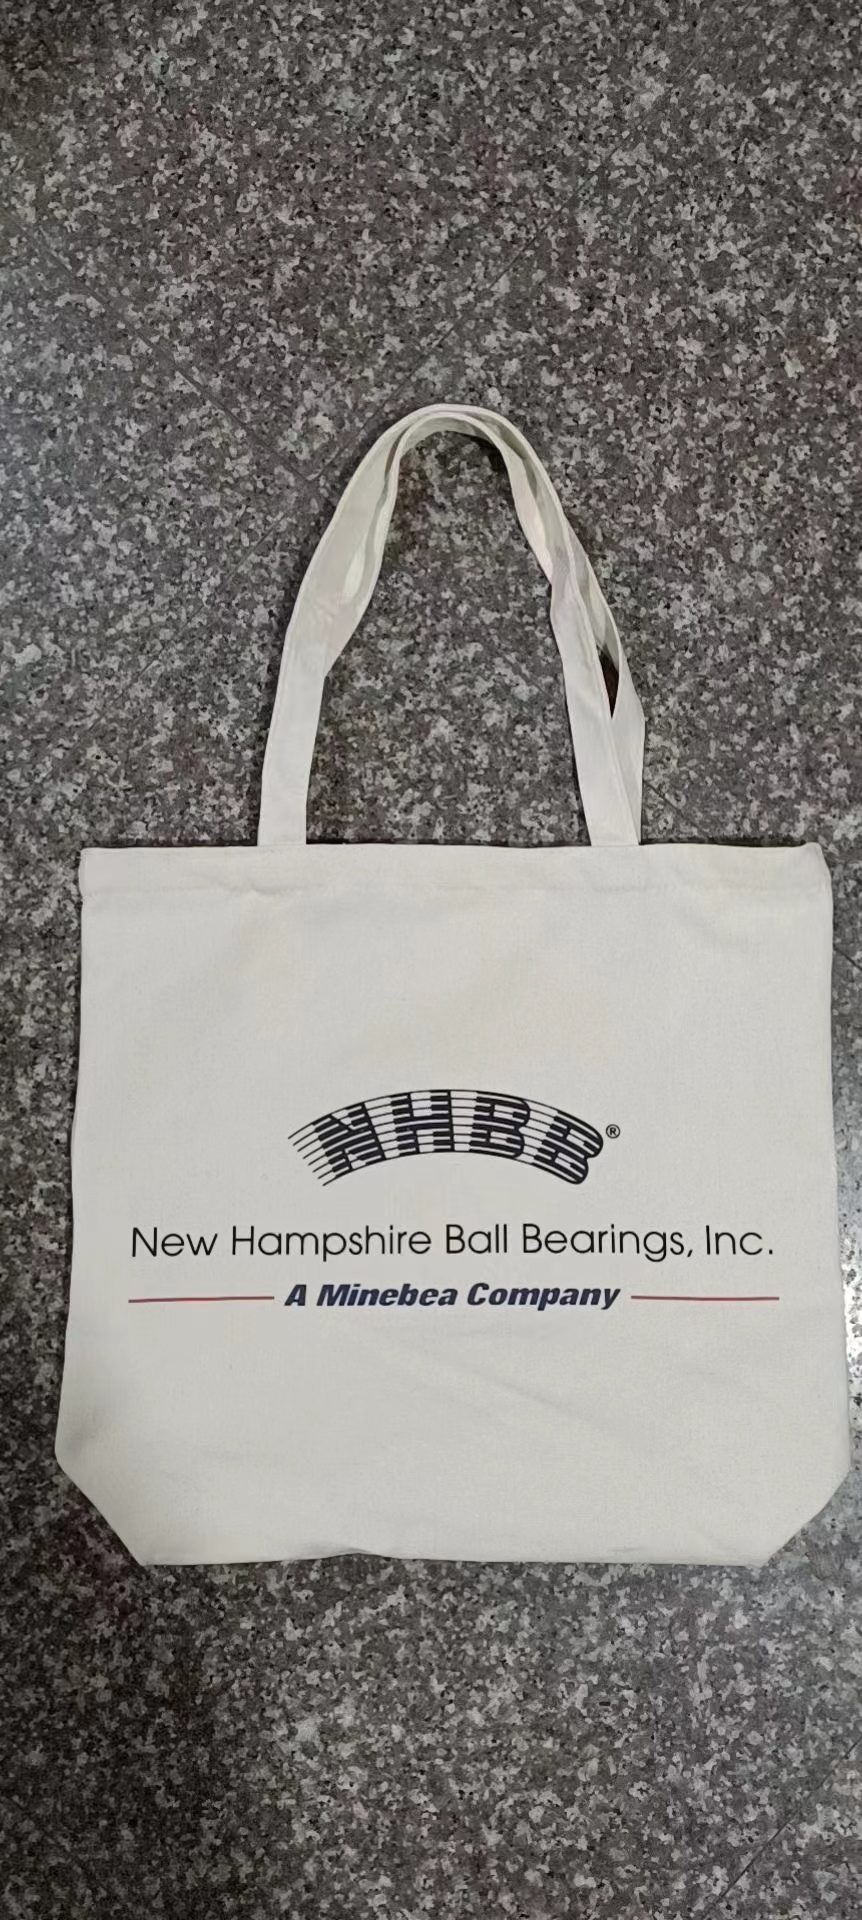 NHBB®
New Hampshire Ball Bearings, Inc.
A Minebea Company